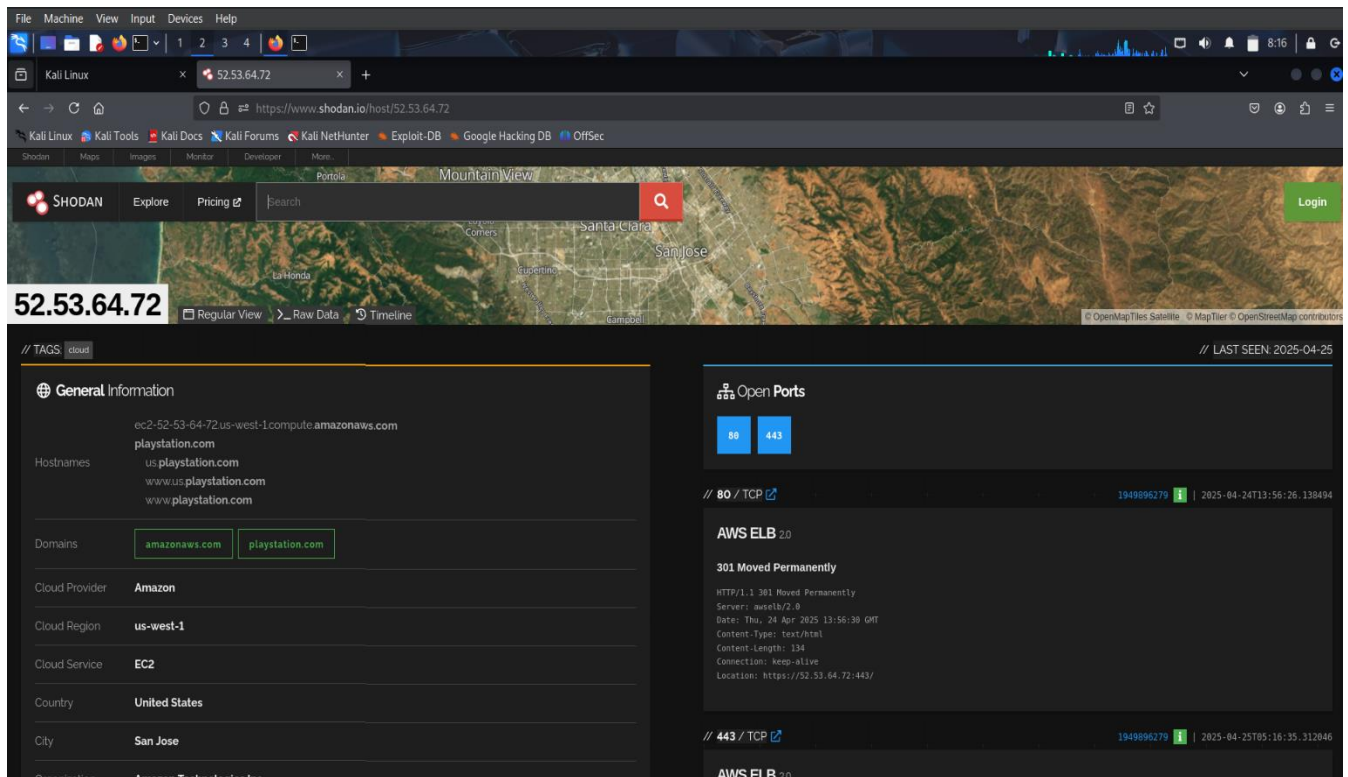 File Machine View Input Devices Help
1 2 3 4 8:16
Kali Linux × 52.53.64.72 × +
https://www.shodan.io/host/52.53.64.72
Kali Linux Kali Tools Kali Docs Kali Forums Kali NetHunter Exploit-DB Google Hacking DB OffSec
Shodan Maps Images Monitor Developer More...
Portola Mountain View
SHODAN Explore Pricing Search Login
Corners Santa Clara
San Jose
Cupertino
La Honda
52.53.64.72 Regular View >_ Raw Data Timeline
Campbell
© OpenMapTiles Satellite © MapTiler © OpenStreetMap contributors
// TAGS: cloud
// LAST SEEN: 2025-04-25
General Information
ec2-52-53-64-72.us-west-1.compute.amazonaws.com
playstation.com
Hostnames us.playstation.com
www.us.playstation.com
www.playstation.com
Domains amazonaws.com playstation.com
Cloud Provider Amazon
Cloud Region us-west-1
Cloud Service EC2
Country United States
City San Jose
Open Ports
80 443
// 80 / TCP 1949896279 | 2025-04-24T13:56:26.138494
AWS ELB 2.0
301 Moved Permanently
HTTP/1.1 301 Moved Permanently
Server: awselb/2.0
Date: Thu, 24 Apr 2025 13:56:30 GMT
Content-Type: text/html
Content-Length: 134
Connection: keep-alive
Location: https://52.53.64.72:443/
// 443 / TCP 1949896279 | 2025-04-25T05:16:35.312046
AWS ELB 2.0